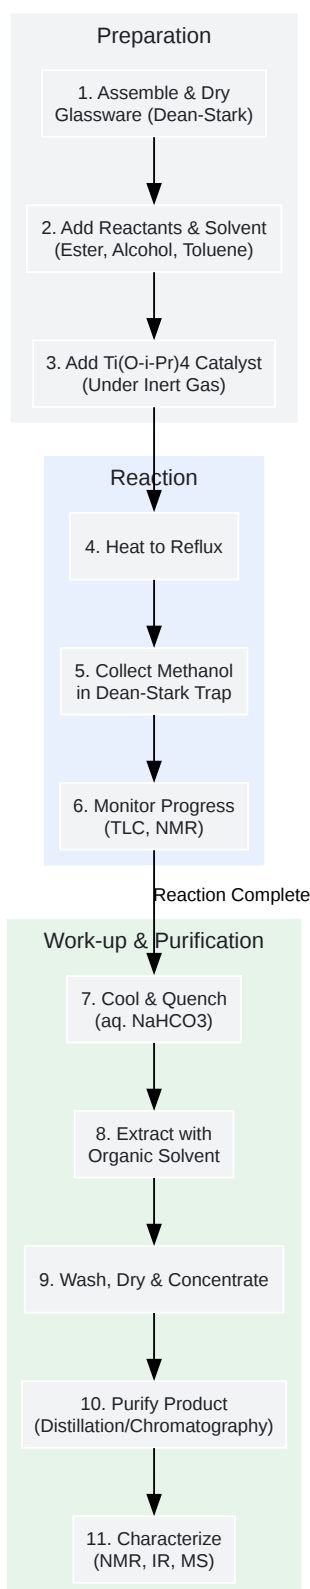 Preparation
1. Assemble & Dry
Glassware (Dean-Stark)
2. Add Reactants & Solvent
(Ester, Alcohol, Toluene)
3. Add Ti(O-i-Pr)4 Catalyst
(Under Inert Gas)
Reaction
4. Heat to Reflux
5. Collect Methanol
in Dean-Stark Trap
6. Monitor Progress
(TLC, NMR)
Reaction Complete
Work-up & Purification
7. Cool & Quench
(aq. NaHCO3)
8. Extract with
Organic Solvent
9. Wash, Dry & Concentrate
10. Purify Product
(Distillation/Chromatography)
11. Characterize
(NMR, IR, MS)